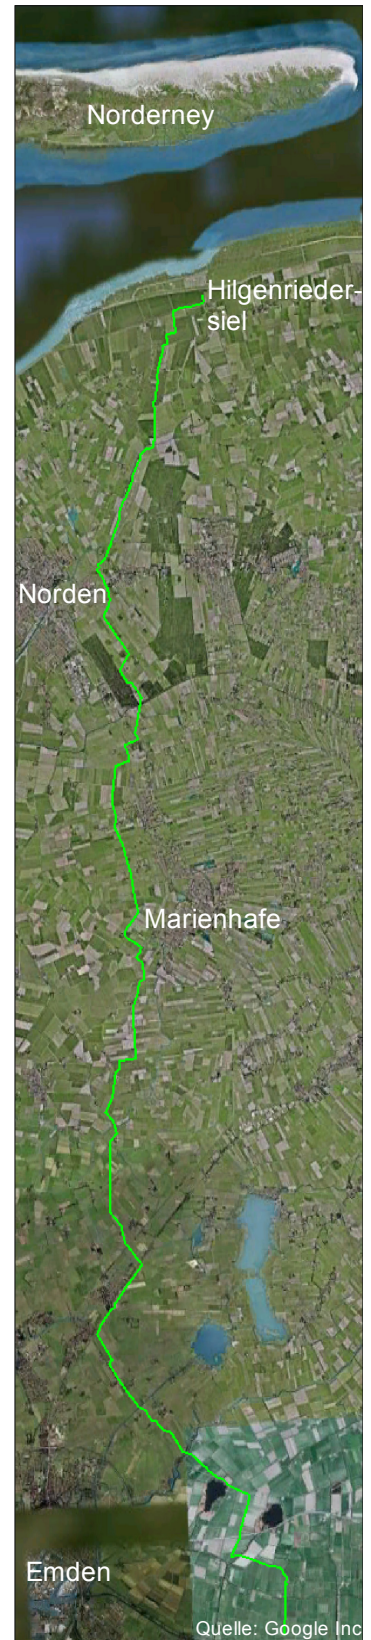 Norderney
Hilgenrieder-
siel
Norden
Marienhafe
Emden
Quelle: Google Inc